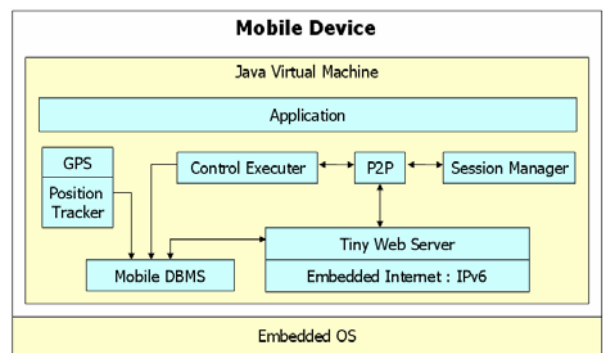 Mobile Device
Java Virtual Machine
Application
GPS
Position
Tracker
Control Executer
P2P
Session Manager
Tiny Web Server
Embedded Internet : IPv6
Mobile DBMS
Embedded OS